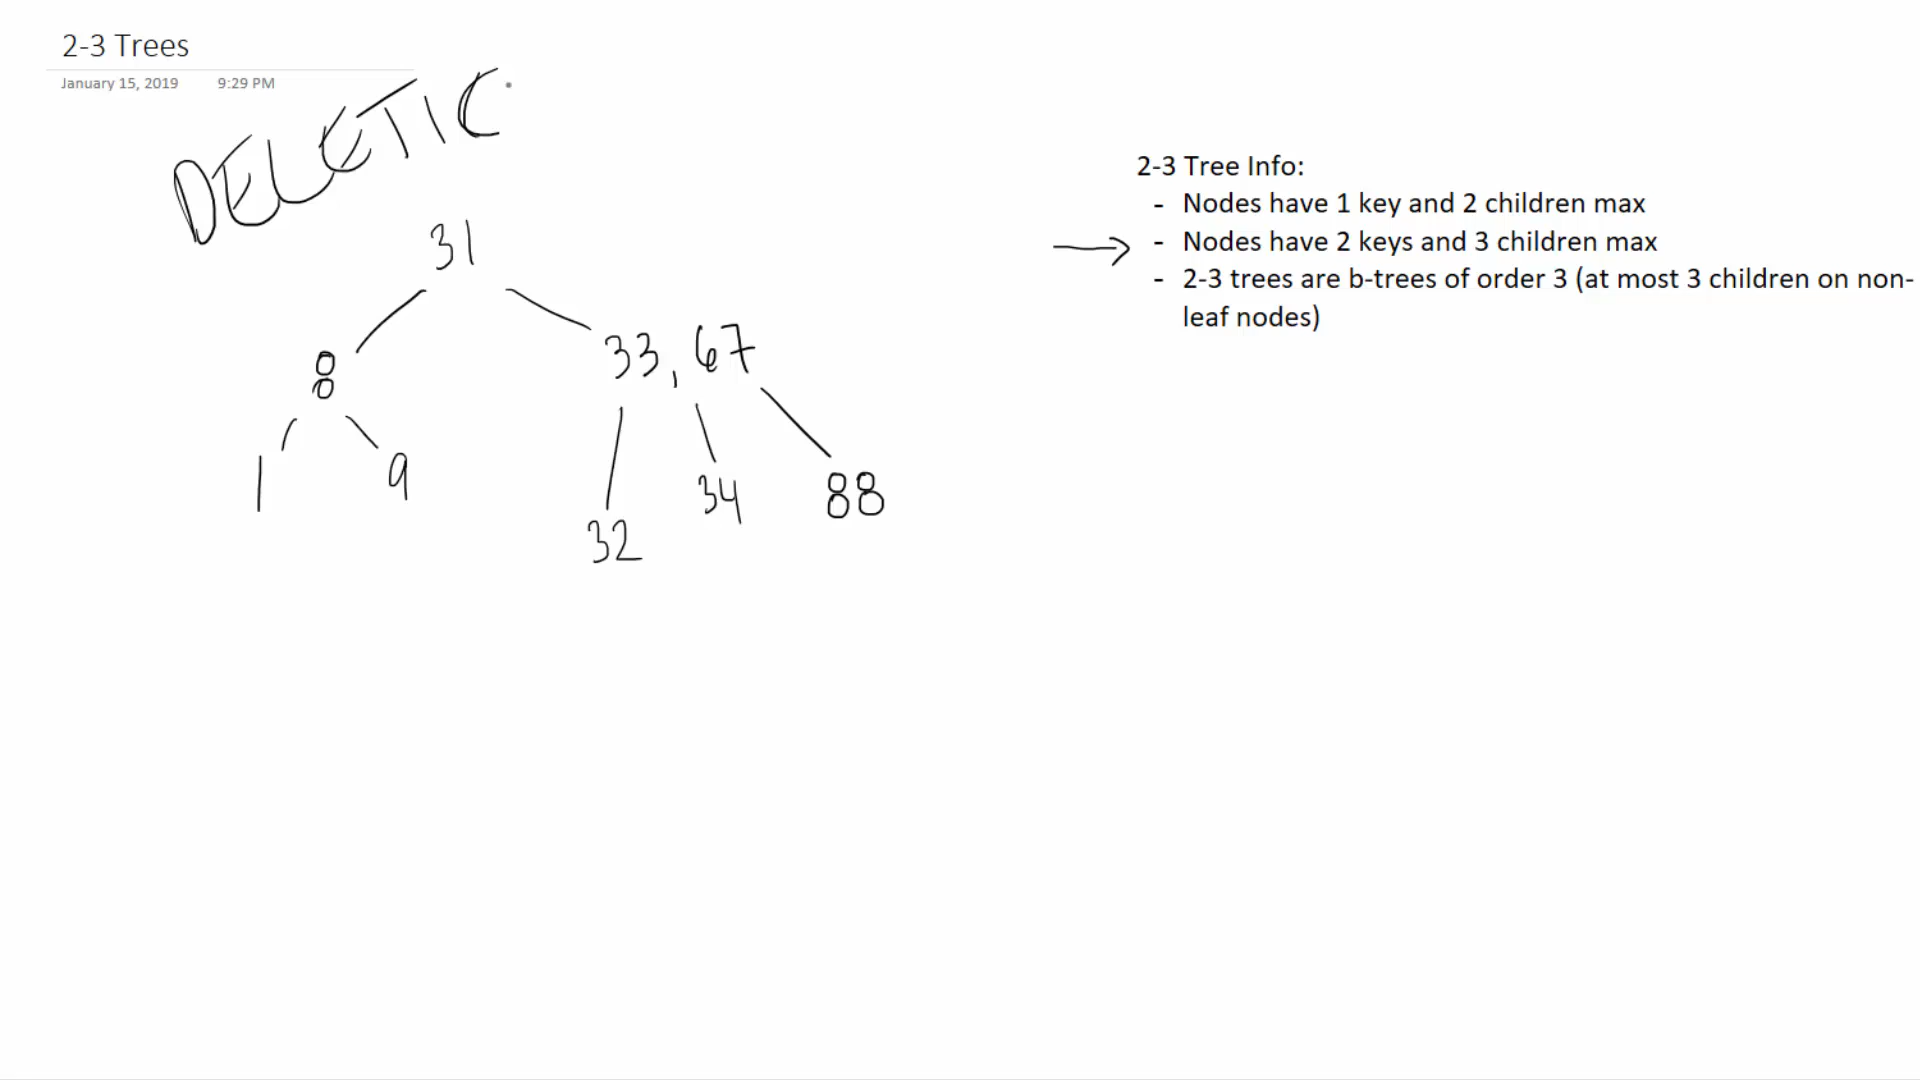 2-3 Trees
January 15, 2019 9:29 PM
DELETIC
31
8
33, 67
1
9
32
34
88
2-3 Tree Info:
- Nodes have 1 key and 2 children max
- Nodes have 2 keys and 3 children max
- 2-3 trees are b-trees of order 3 (at most 3 children on non-
leaf nodes)